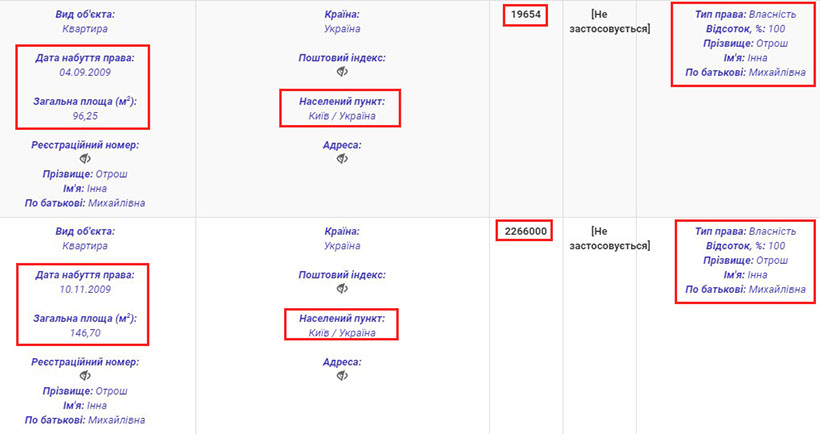 Вид об'єкта:
Квартира
Дата набуття права:
04.09.2009
Загальна площа (м²):
96,25
Реєстраційний номер:
Прізвище: Отрош
Ім'я: Інна
По батькові: Михайлівна
Країна:
Україна
Поштовий індекс:
Населений пункт:
Київ / Україна
Адреса:
19654
[Не
застосовується]
Тип права: Власність
Відсоток, %: 100
Прізвище: Отрош
Ім'я: Інна
По батькові: Михайлівна
Вид об'єкта:
Квартира
Дата набуття права:
10.11.2009
Загальна площа (м²):
146,70
Реєстраційний номер:
Прізвище: Отрош
Ім'я: Інна
По батькові: Михайлівна
Країна:
Україна
Поштовий індекс:
Населений пункт:
Київ / Україна
Адреса:
2266000
[Не
застосовується]
Тип права: Власність
Відсоток, %: 100
Прізвище: Отрош
Ім'я: Інна
По батькові: Михайлівна